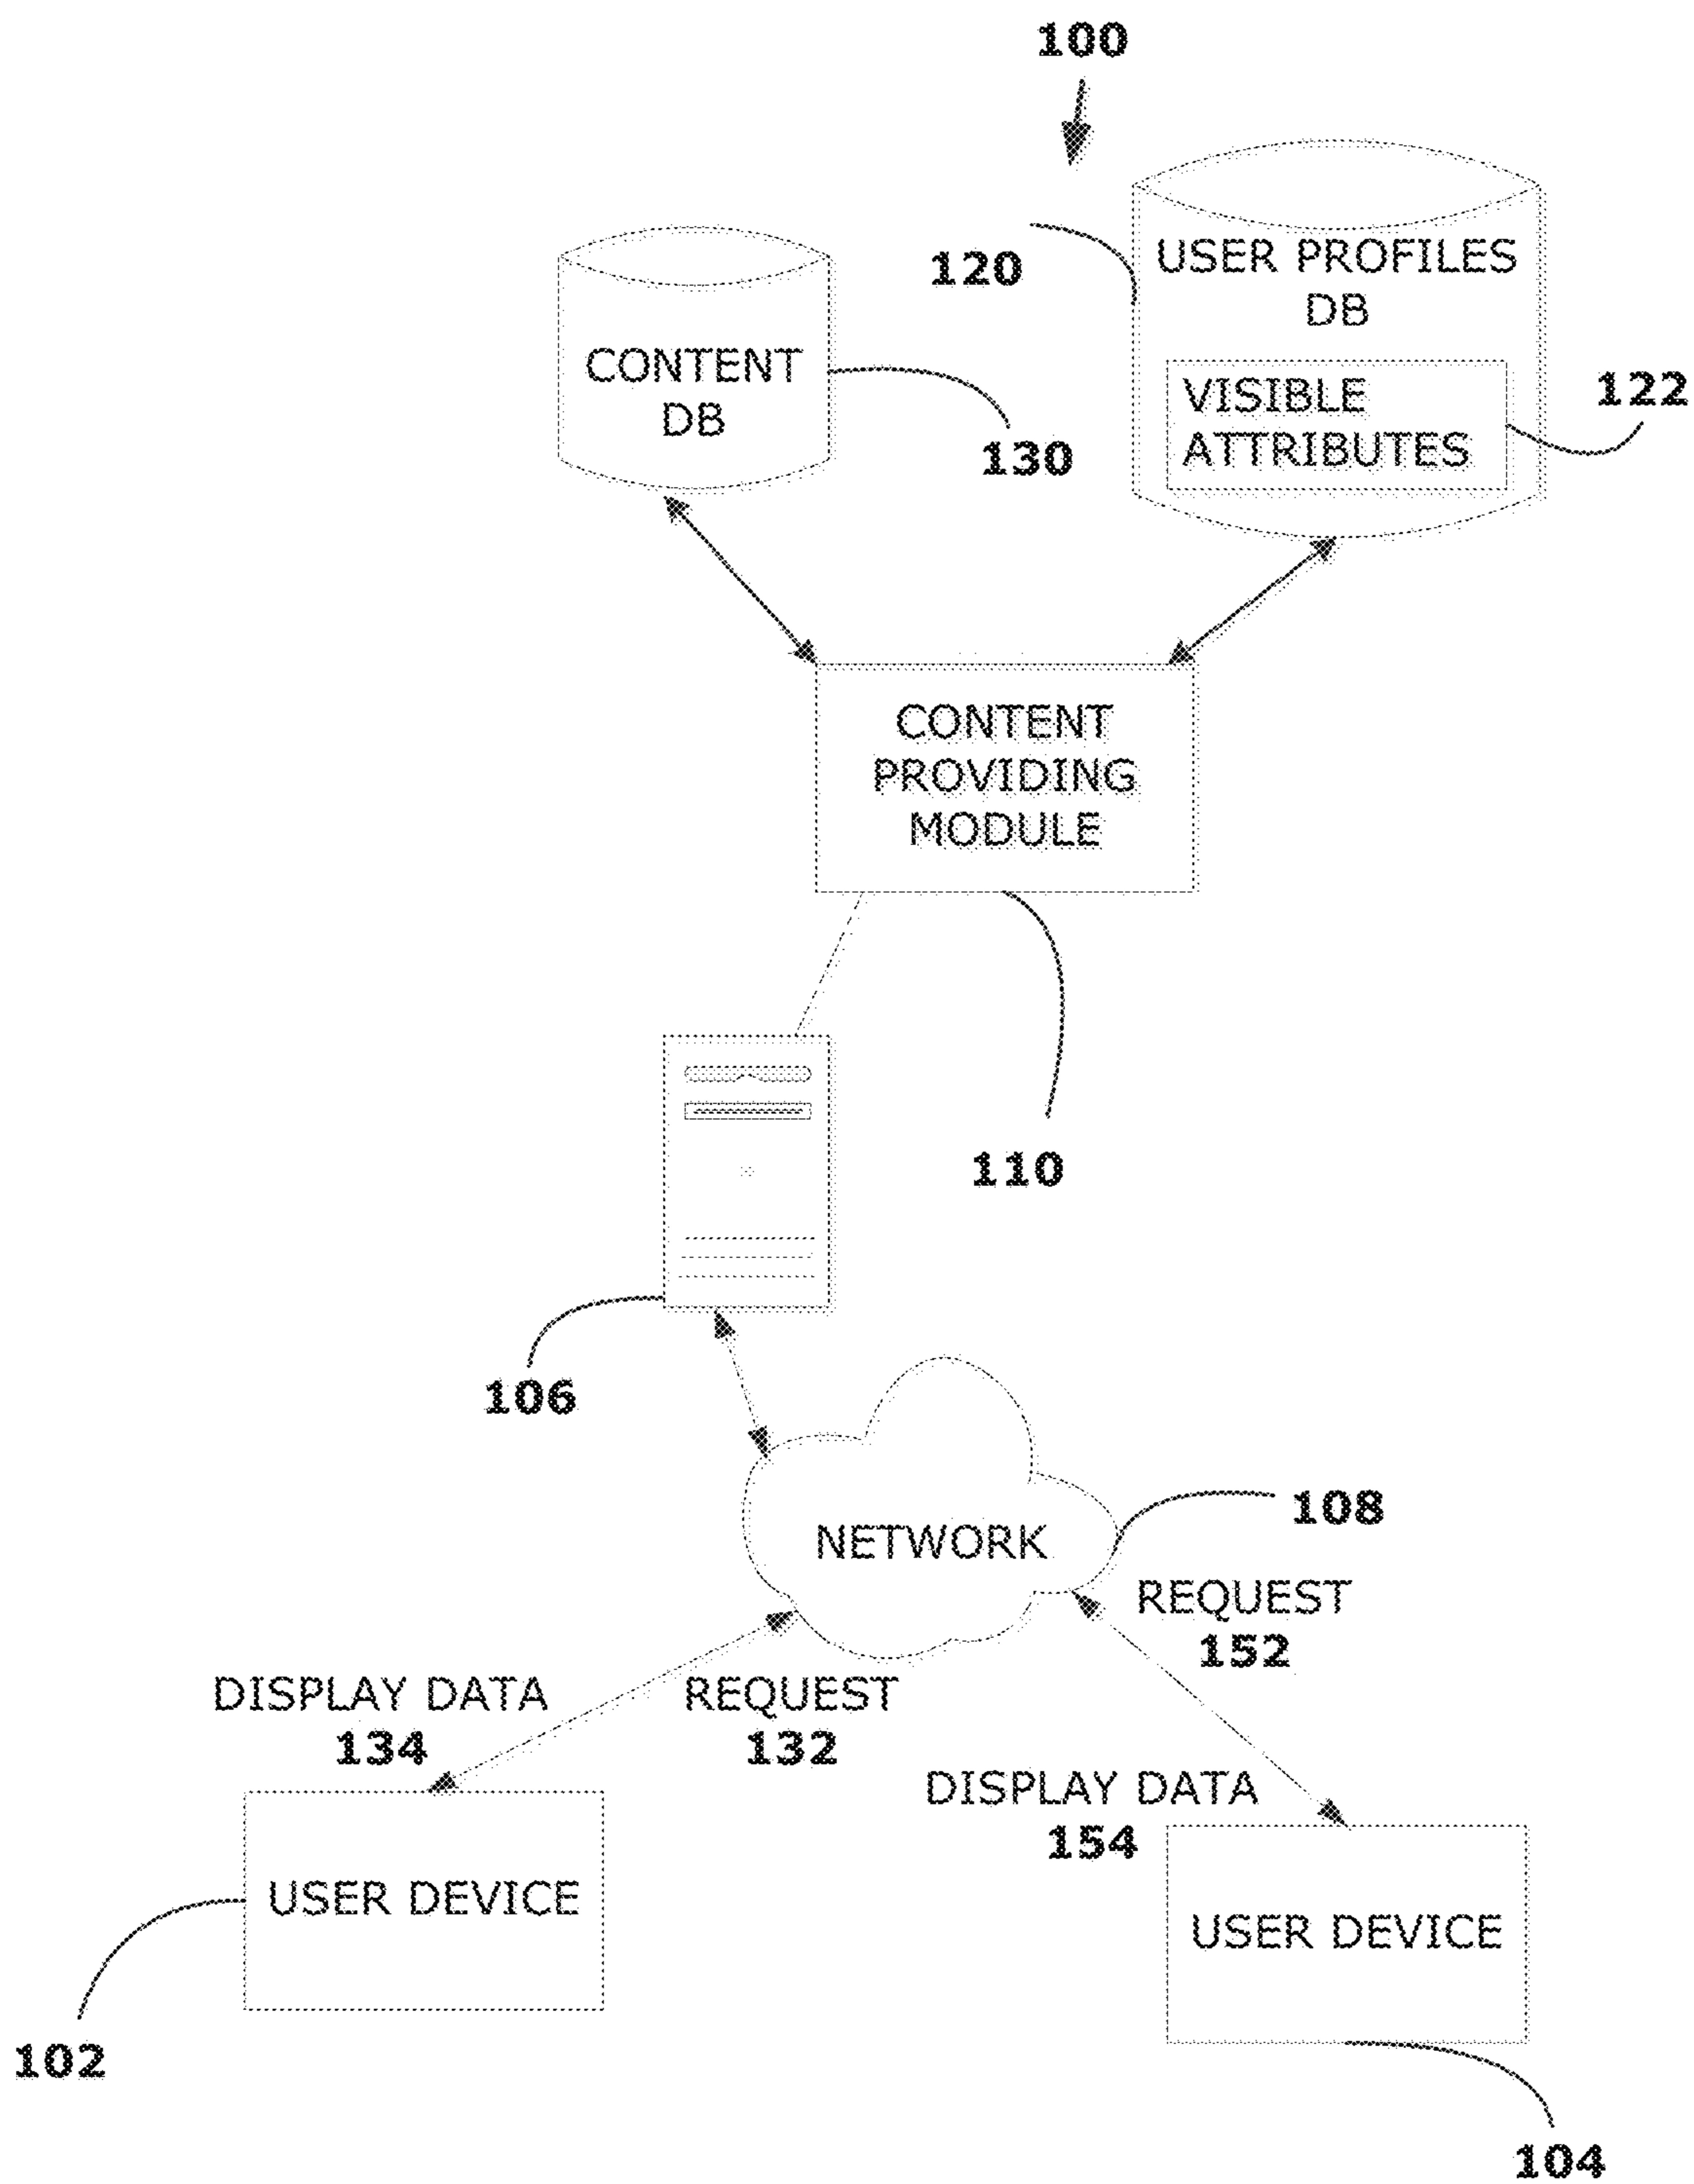 100
120
USER PROFILES
DB
CONTENT
DB
VISIBLE
ATTRIBUTES
122
130
CONTENT
PROVIDING
MODULE
110
106
NETWORK
108
REQUEST
152
DISPLAY DATA
134
REQUEST
132
DISPLAY DATA
154
USER DEVICE
USER DEVICE
102
104